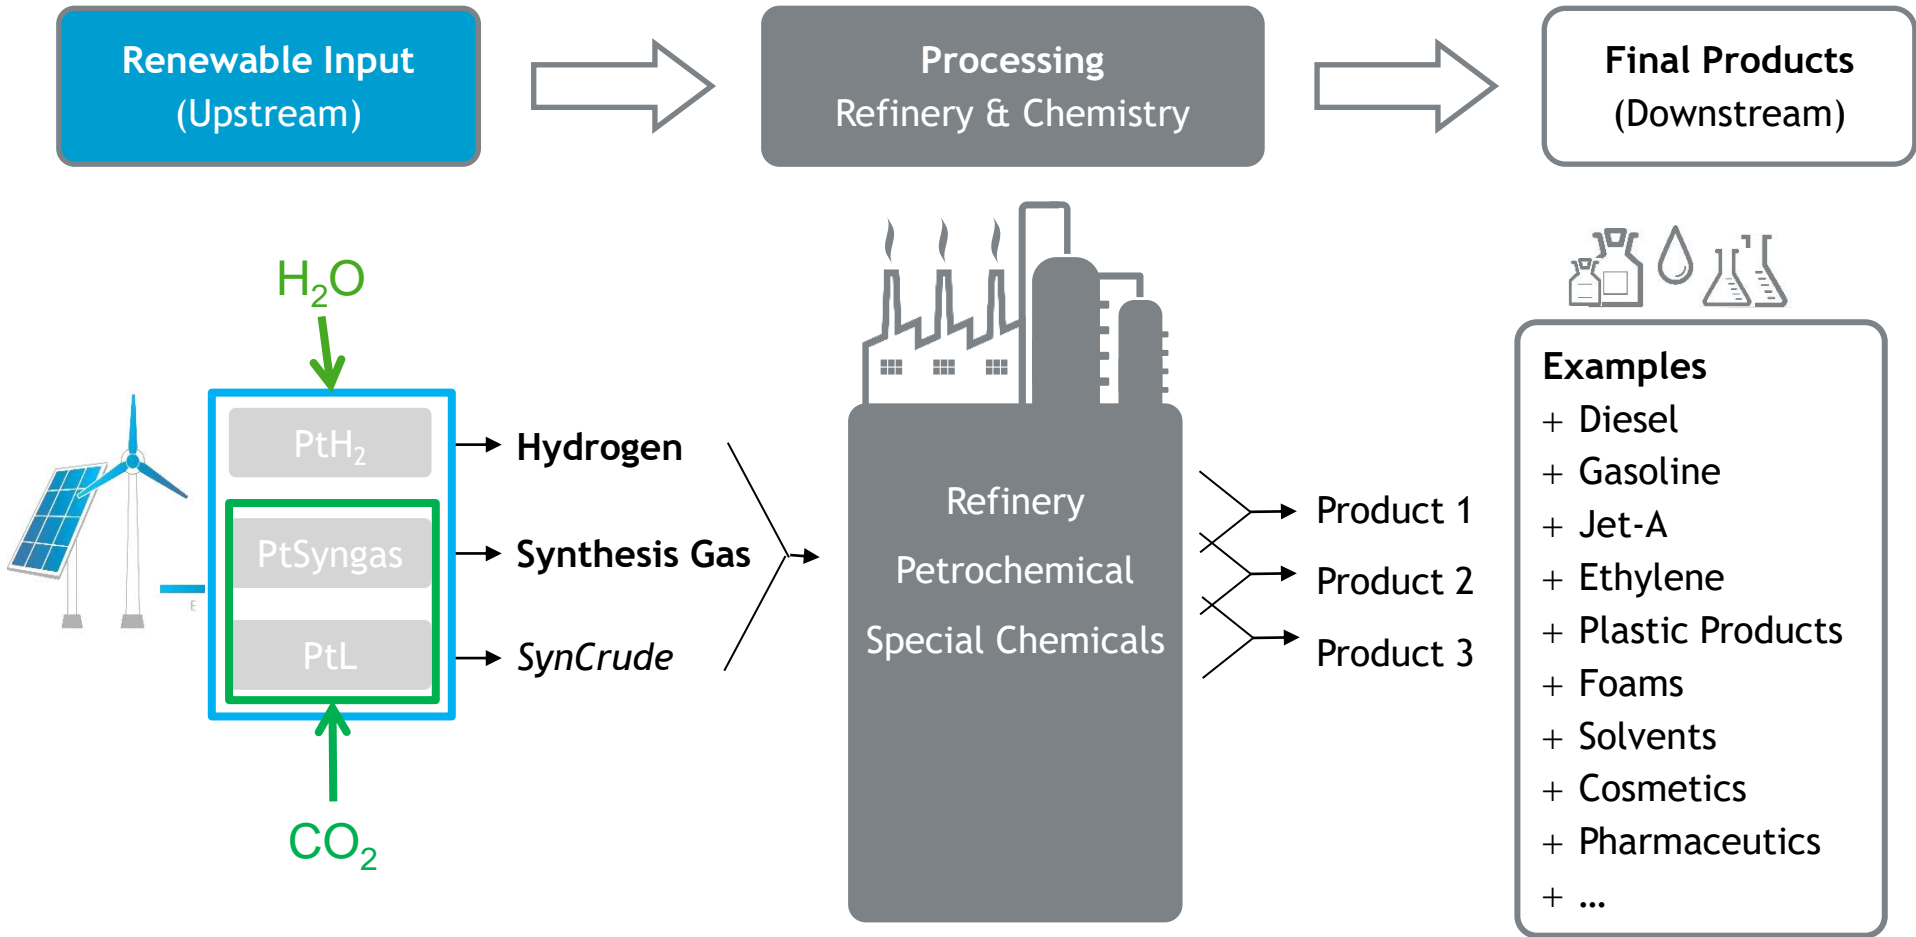 Renewable Input
(Upstream)
Processing
Refinery & Chemistry
Final Products
(Downstream)
H₂O
PtH₂
Hydrogen
PtSyngas
Synthesis Gas
E
PtL
SynCrude
CO₂
Refinery
Petrochemical
Special Chemicals
Product 1
Product 2
Product 3
Examples
+ Diesel
+ Gasoline
+ Jet-A
+ Ethylene
+ Plastic Products
+ Foams
+ Solvents
+ Cosmetics
+ Pharmaceutics
+ ...